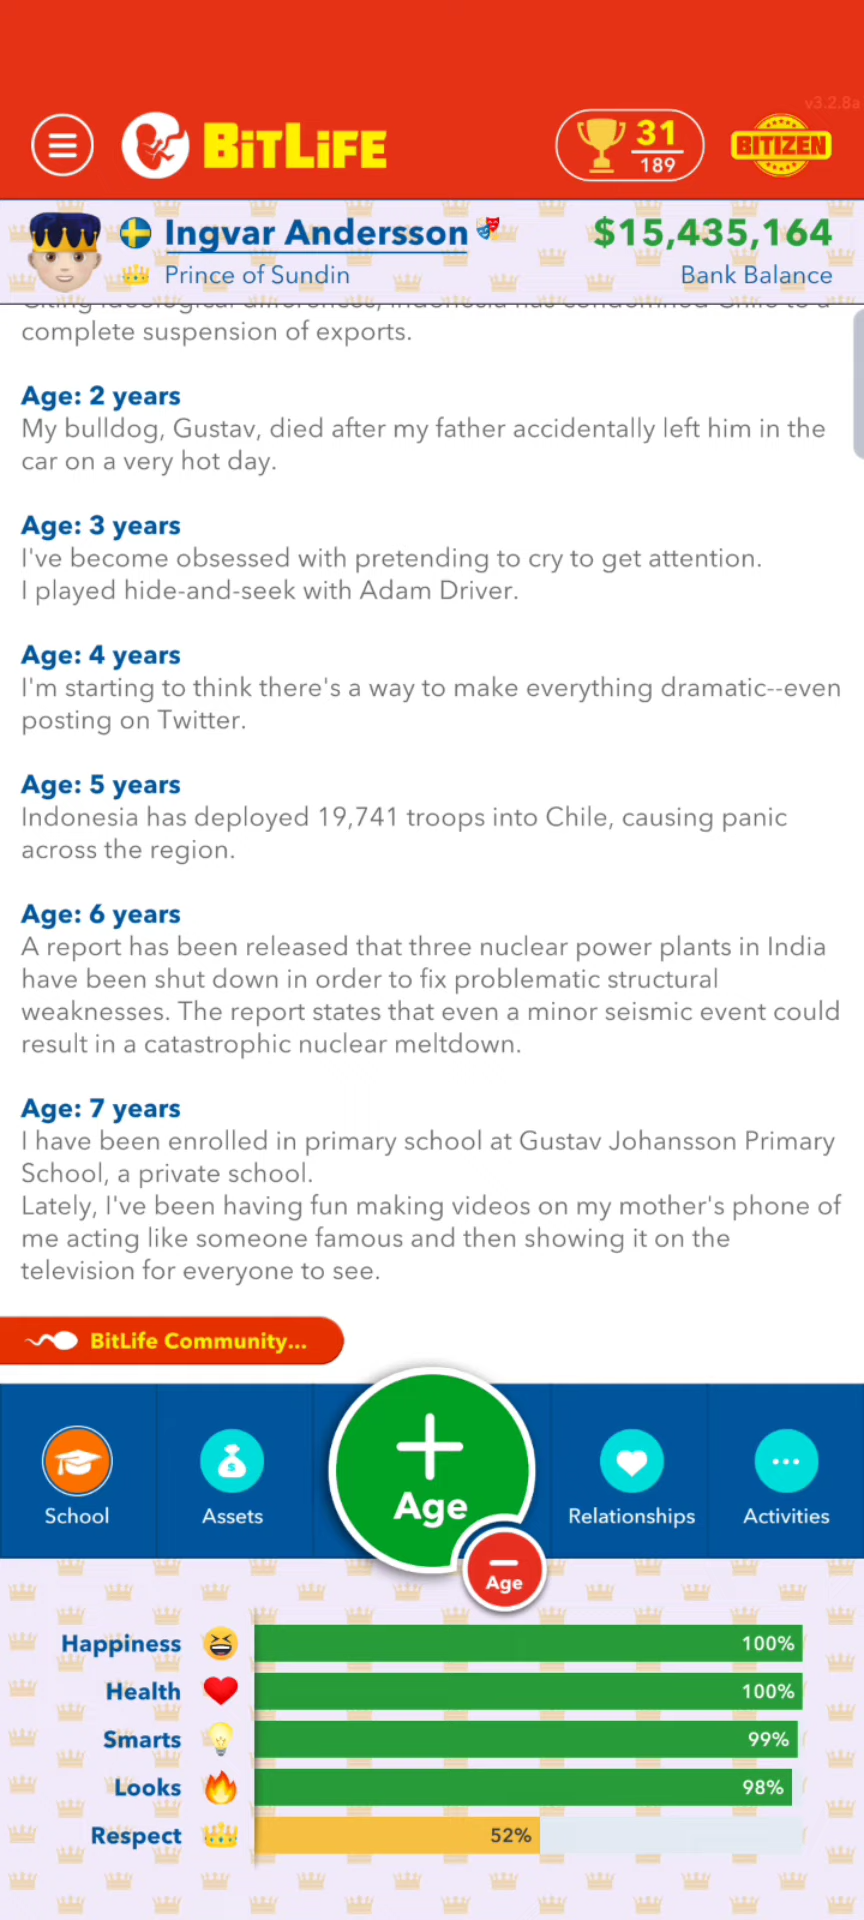 v3.2.8a
BITLIFE
31
189
BITIZEN
Ingvar Andersson
$15,435,164
Prince of Sundin
Bank Balance
complete suspension of exports.
Age: 2 years
My bulldog, Gustav, died after my father accidentally left him in the
car on a very hot day.
Age: 3 years
I've become obsessed with pretending to cry to get attention.
I played hide-and-seek with Adam Driver.
Age: 4 years
I'm starting to think there's a way to make everything dramatic--even
posting on Twitter.
Age: 5 years
Indonesia has deployed 19,741 troops into Chile, causing panic
across the region.
Age: 6 years
A report has been released that three nuclear power plants in India
have been shut down in order to fix problematic structural
weaknesses. The report states that even a minor seismic event could
result in a catastrophic nuclear meltdown.
Age: 7 years
I have been enrolled in primary school at Gustav Johansson Primary
School, a private school.
Lately, I've been having fun making videos on my mother's phone of
me acting like someone famous and then showing it on the
television for everyone to see.
BitLife Community...
School
Assets
Age
Relationships
Activities
Age
Happiness 100%
Health 100%
Smarts 99%
Looks 98%
Respect 52%